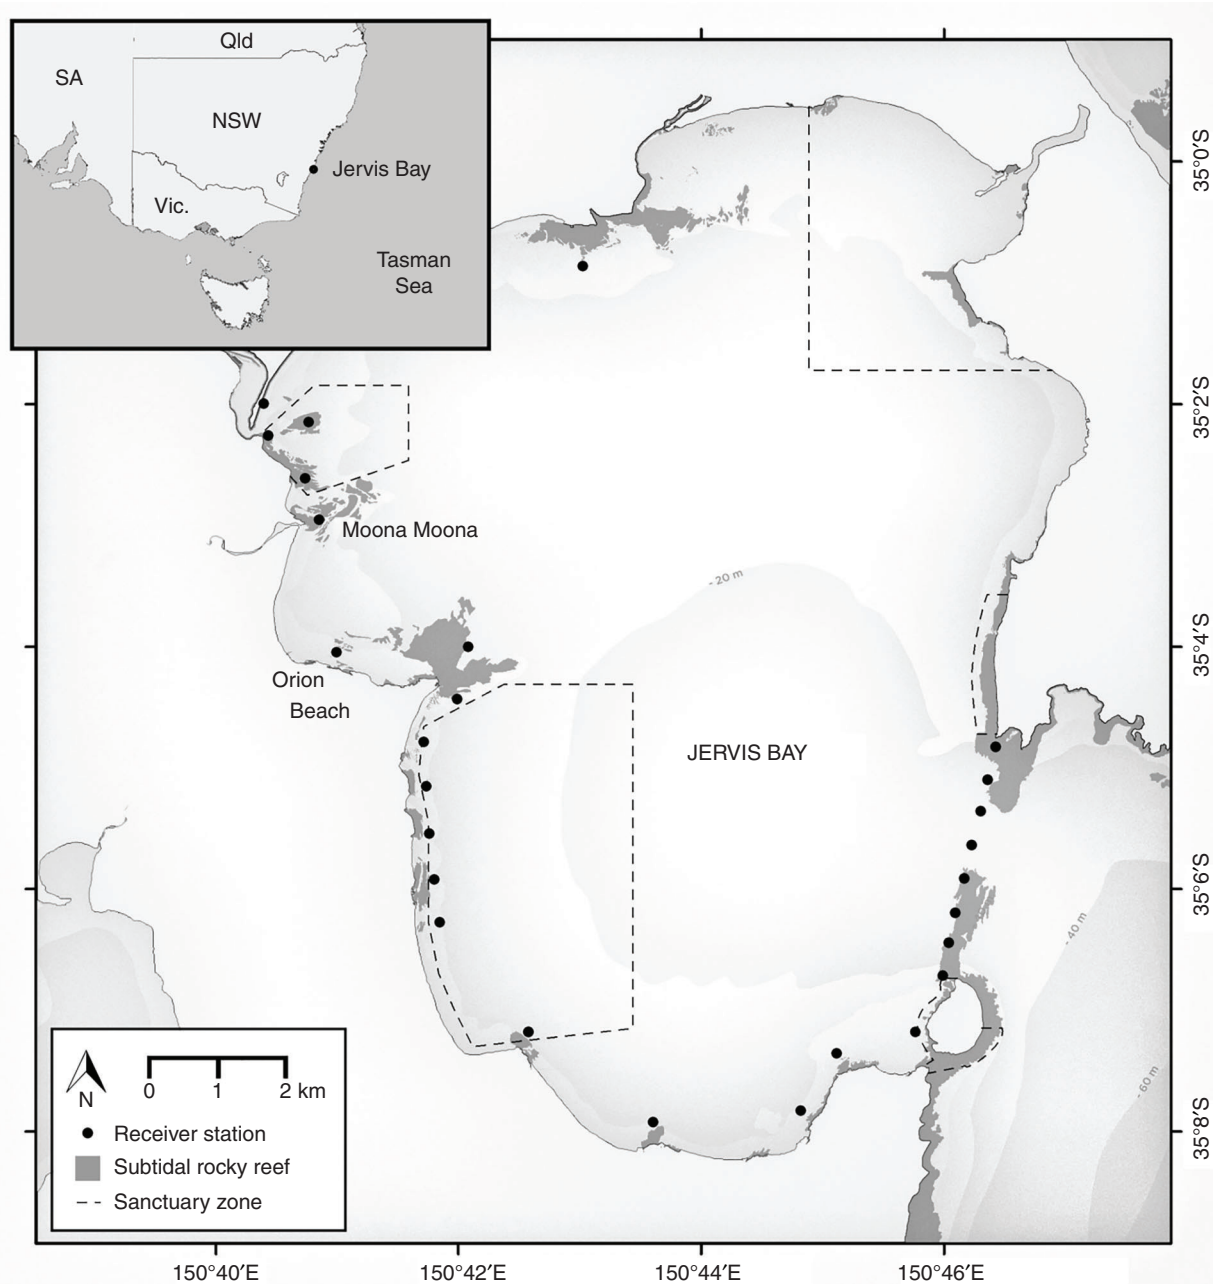 Qld
SA
NSW
Jervis Bay
Vic.
Tasman
Sea
35°0′S
35°2′S
Moona Moona
- 20 m
35°4′S
Orion
Beach
JERVIS BAY
35°6′S
- 40 m
- 60 m
35°8′S
N
0 1 2 km
Receiver station
Subtidal rocky reef
Sanctuary zone
150°40′E 150°42′E 150°44′E 150°46′E